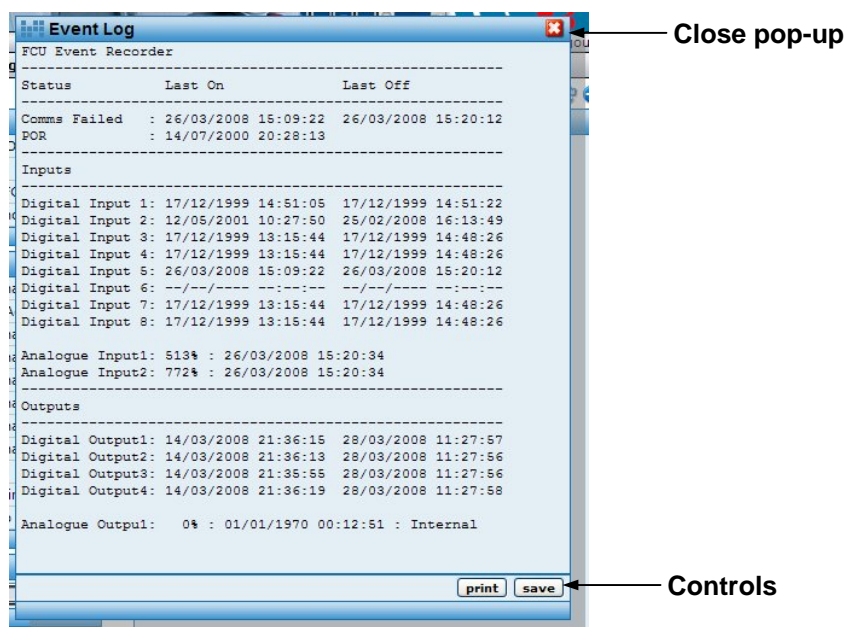 Event Log
Close pop-up
FCU Event Recorder
-----------------------------------------------------
Status Last On Last Off
-----------------------------------------------------
Comms Failed : 26/03/2008 15:09:22 26/03/2008 15:20:12
POR : 14/07/2000 20:28:13
-----------------------------------------------------
Inputs
-----------------------------------------------------
Digital Input 1: 17/12/1999 14:51:05 17/12/1999 14:51:22
Digital Input 2: 12/05/2001 10:27:50 25/02/2008 16:13:49
Digital Input 3: 17/12/1999 13:15:44 17/12/1999 14:48:26
Digital Input 4: 17/12/1999 13:15:44 17/12/1999 14:48:26
Digital Input 5: 26/03/2008 15:09:22 26/03/2008 15:20:12
Digital Input 6: --/--/---- --:--:-- --/--/---- --:--:--
Digital Input 7: 17/12/1999 13:15:44 17/12/1999 14:48:26
Digital Input 8: 17/12/1999 13:15:44 17/12/1999 14:48:26
Analogue Input1: 513% : 26/03/2008 15:20:34
Analogue Input2: 772% : 26/03/2008 15:20:34
-----------------------------------------------------
Outputs
-----------------------------------------------------
Digital Output1: 14/03/2008 21:36:15 28/03/2008 11:27:57
Digital Output2: 14/03/2008 21:36:13 28/03/2008 11:27:56
Digital Output3: 14/03/2008 21:35:55 28/03/2008 11:27:56
Digital Output4: 14/03/2008 21:36:19 28/03/2008 11:27:58
Analogue Outpu1: 0% : 01/01/1970 00:12:51 : Internal
print save
Controls